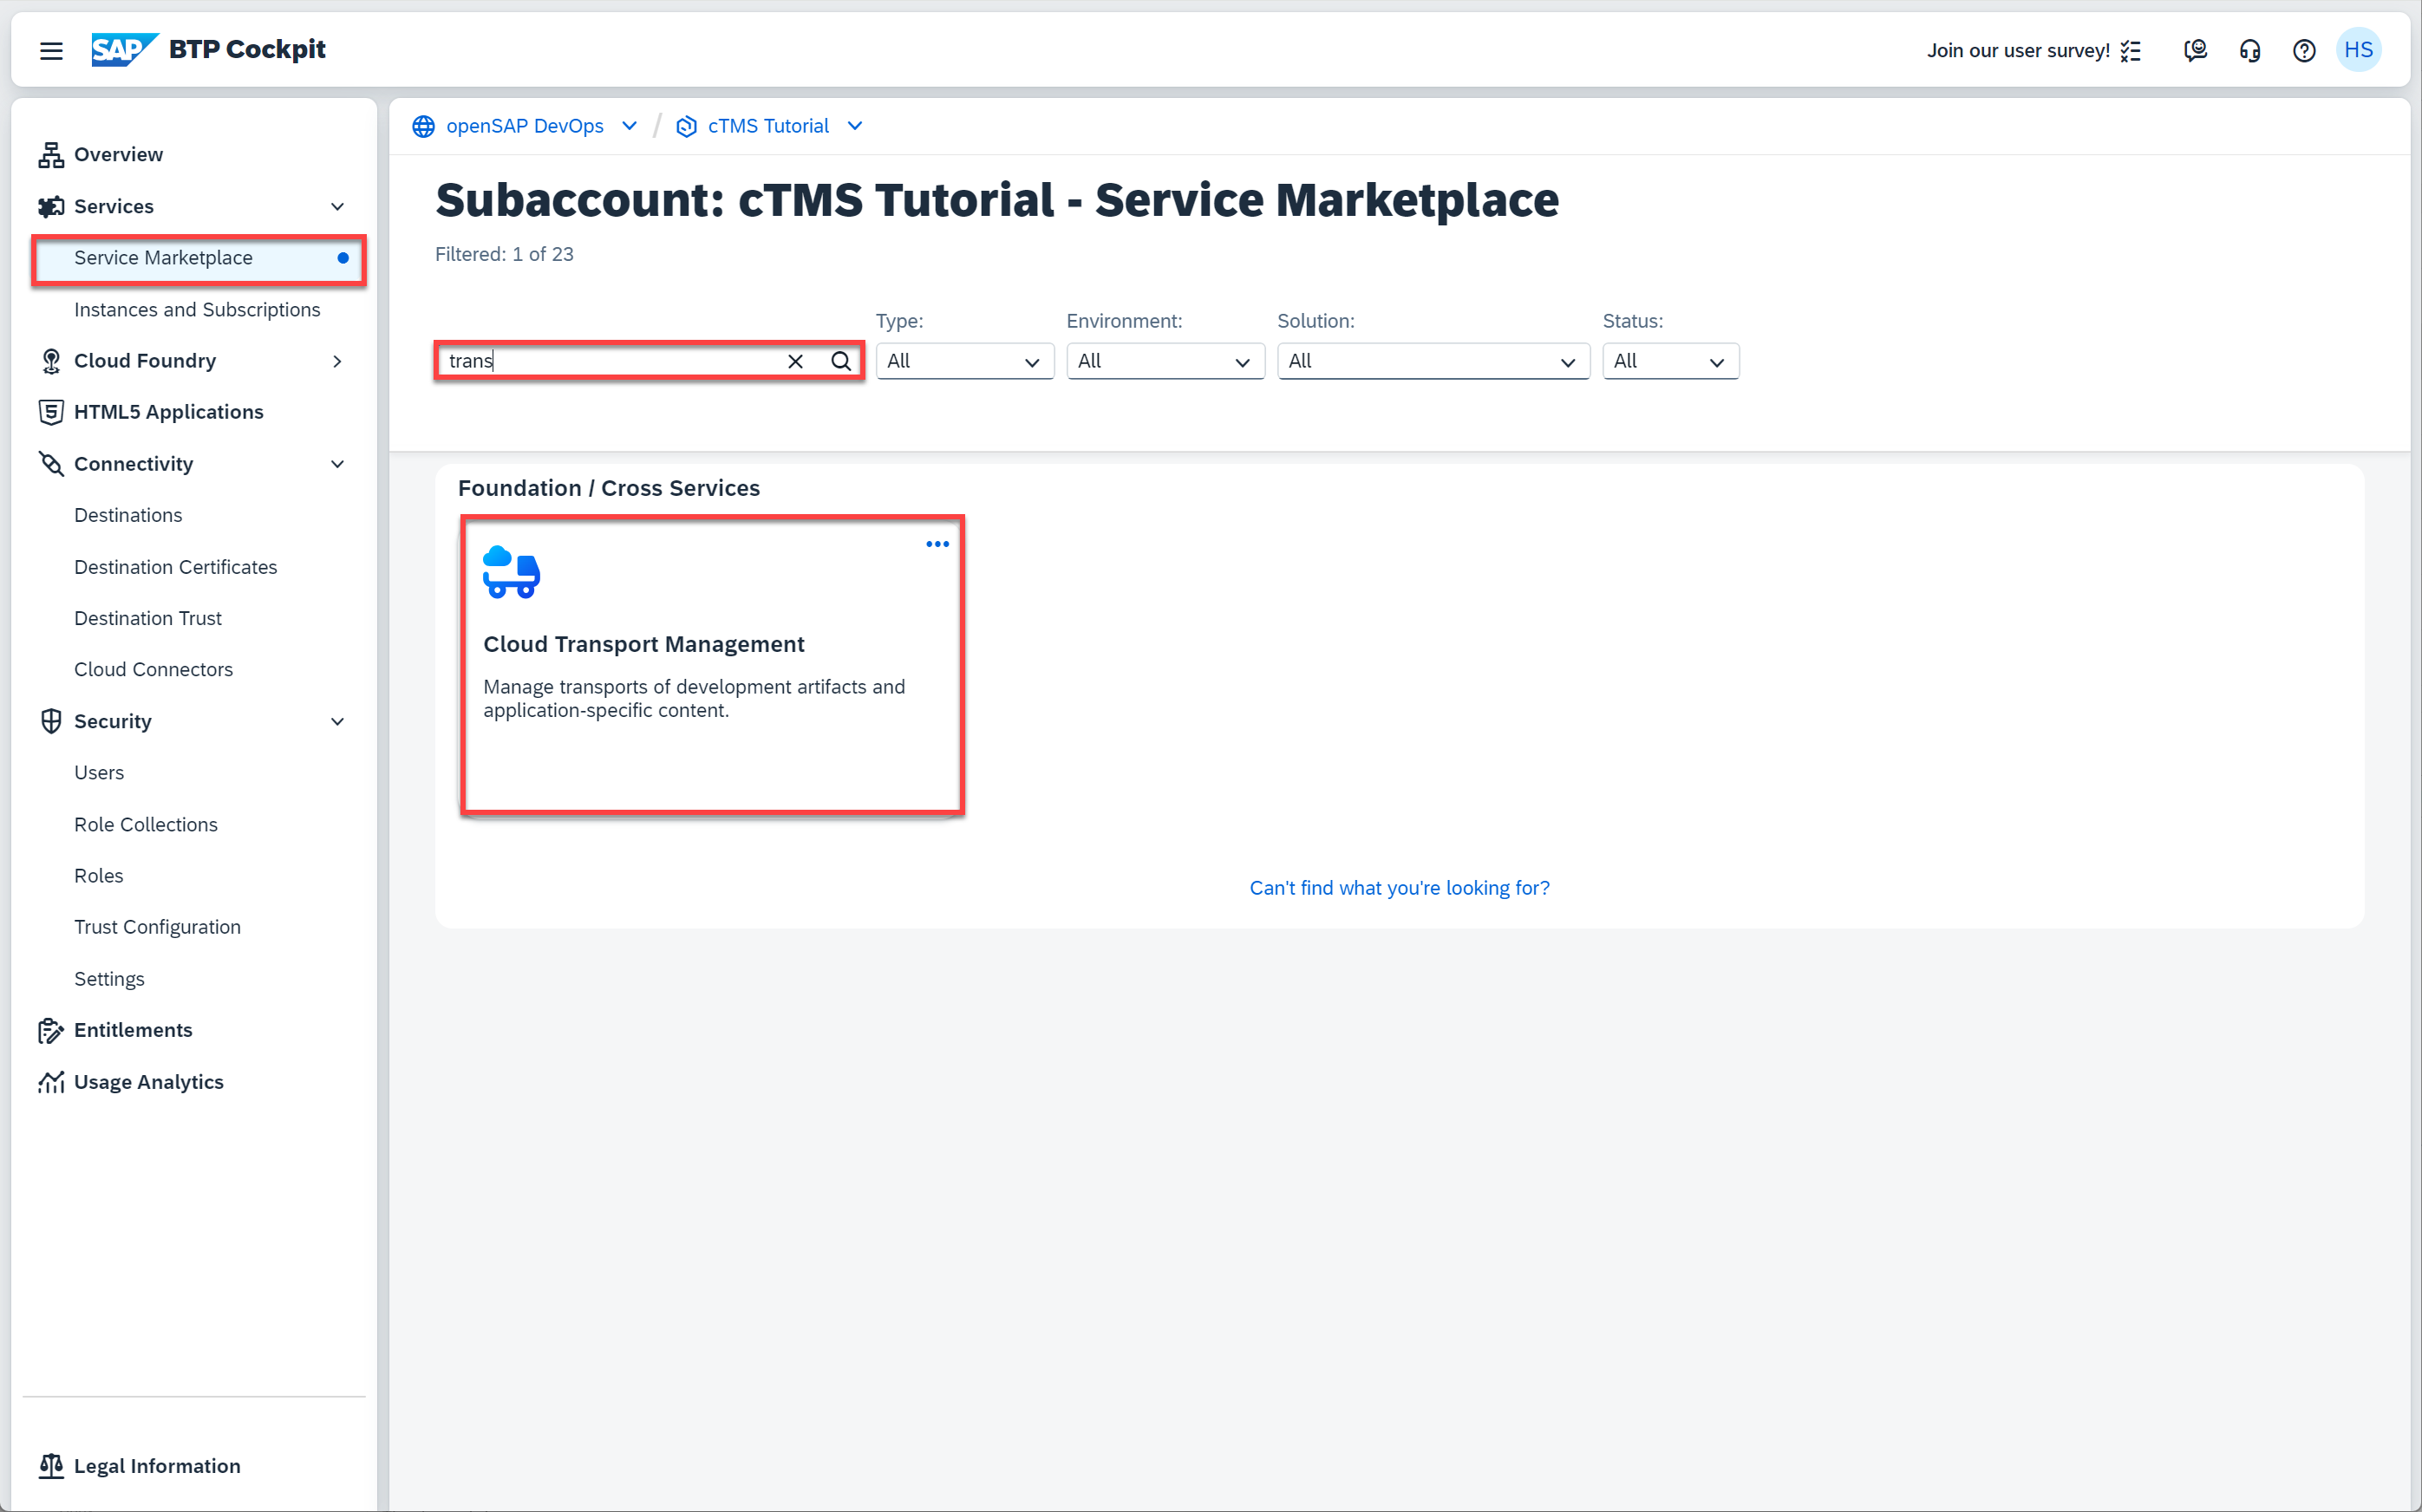 SAP BTP Cockpit
Join our user survey!
HS
Overview
Services
Service Marketplace
Instances and Subscriptions
Cloud Foundry
HTML5 Applications
Connectivity
Destinations
Destination Certificates
Destination Trust
Cloud Connectors
Security
Users
Role Collections
Roles
Trust Configuration
Settings
Entitlements
Usage Analytics
Legal Information
openSAP DevOps / cTMS Tutorial
Subaccount: cTMS Tutorial - Service Marketplace
Filtered: 1 of 23
Type: Environment: Solution: Status:
trans All All All All
Foundation / Cross Services
Cloud Transport Management
Manage transports of development artifacts and
application-specific content.
Can't find what you're looking for?